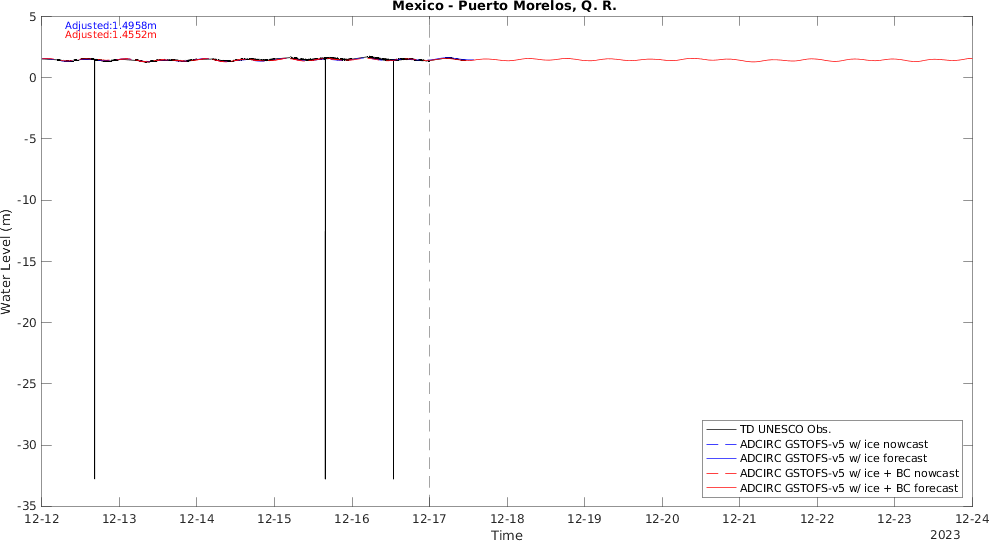 Mexico - Puerto Morelos, Q. R.
Adjusted:1.4958m
Adjusted:1.4552m
5
0
-5
-10
-15
-20
-25
-30
-35
Water Level (m)
TD UNESCO Obs.
ADCIRC GSTOFS-v5 w/ ice nowcast
ADCIRC GSTOFS-v5 w/ ice forecast
ADCIRC GSTOFS-v5 w/ ice + BC nowcast
ADCIRC GSTOFS-v5 w/ ice + BC forecast
12-12 12-13 12-14 12-15 12-16 12-17 12-18 12-19 12-20 12-21 12-22 12-23 12-24
Time
2023